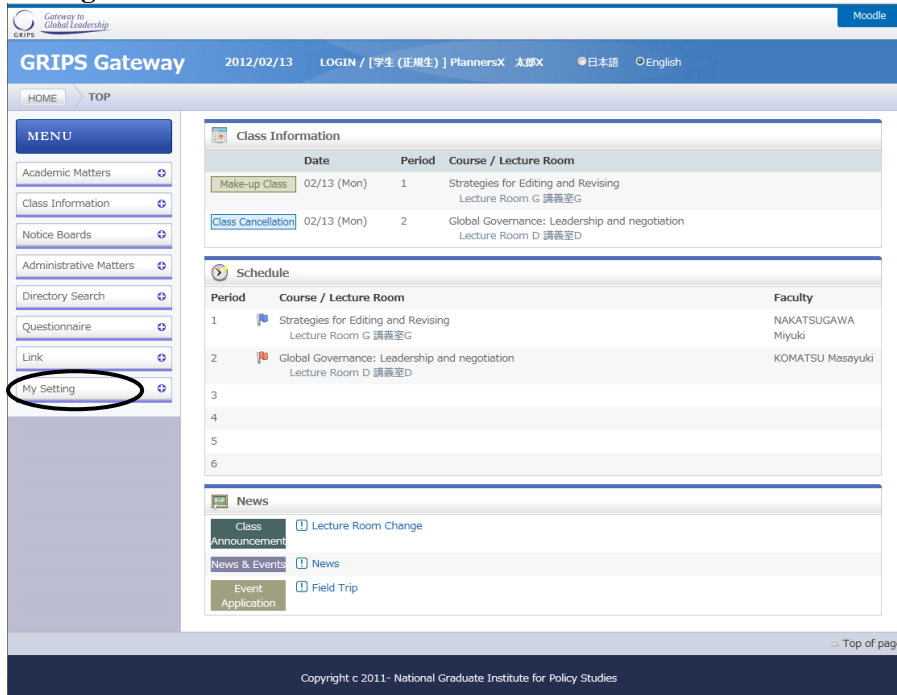 Gateway to
Global Leadership
GRIPS
Moodle
GRIPS Gateway 2012/02/13 LOGIN / [学生 (正規生) ] PlannersX 太郎X 日本語 English
HOME TOP
MENU
Academic Matters
Class Information
Notice Boards
Administrative Matters
Directory Search
Questionnaire
Link
My Setting
Class Information
Date Period Course / Lecture Room
Make-up Class 02/13 (Mon) 1 Strategies for Editing and Revising
Lecture Room G 講義室G
Class Cancellation 02/13 (Mon) 2 Global Governance: Leadership and negotiation
Lecture Room D 講義室D
Schedule
Period Course / Lecture Room Faculty
1 Strategies for Editing and Revising NAKATSUGAWA
Lecture Room G 講義室G Miyuki
2 Global Governance: Leadership and negotiation KOMATSU Masayuki
Lecture Room D 講義室D
3
4
5
6
News
Class
Announcement
! Lecture Room Change
News & Events ! News
Event
Application
! Field Trip
Top of page
Copyright c 2011- National Graduate Institute for Policy Studies